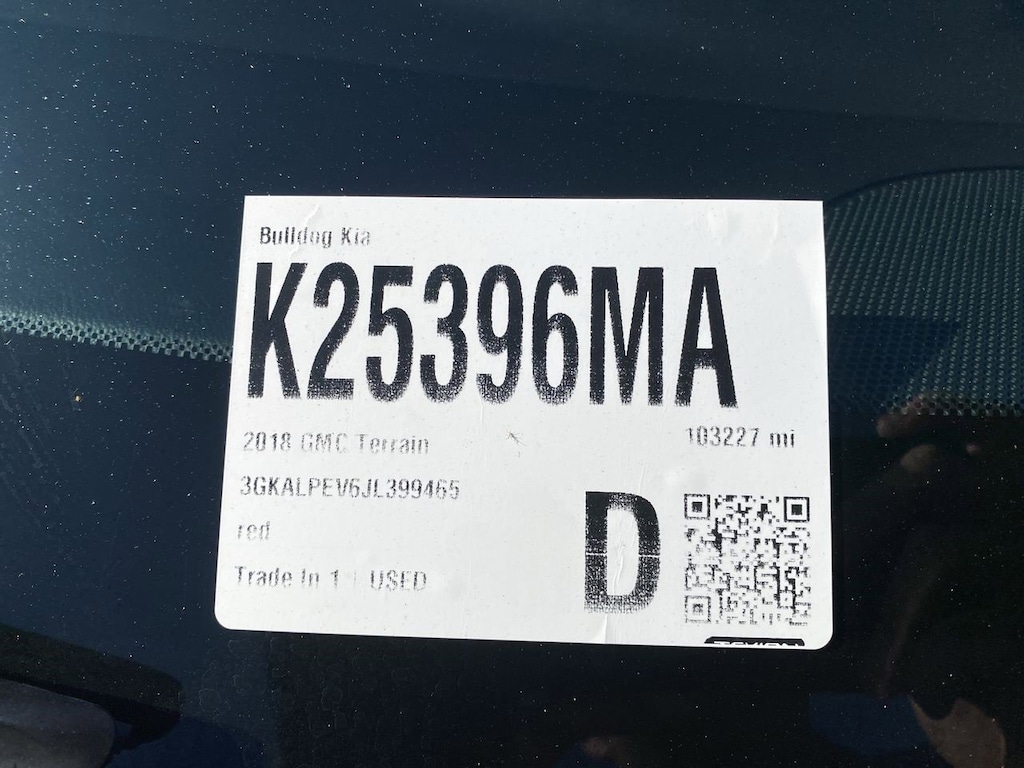 Bulldog Kia
K25396MA
2018 GMC Terrain
103227 mi
3GKALPEV6JL399465
red
D
Trade In 1 | USED